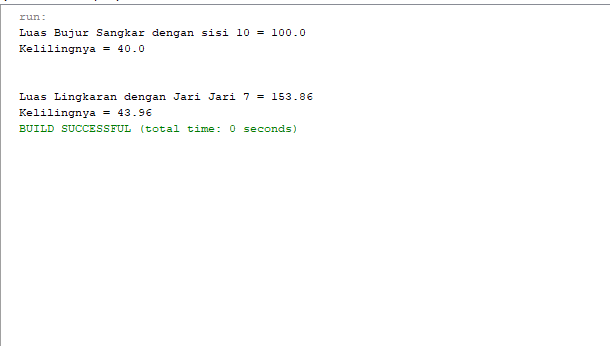 run:
Luas Bujur Sangkar dengan sisi 10 = 100.0
Kelilingnya = 40.0
Luas Lingkaran dengan Jari Jari 7 = 153.86
Kelilingnya = 43.96
BUILD SUCCESSFUL (total time: 0 seconds)